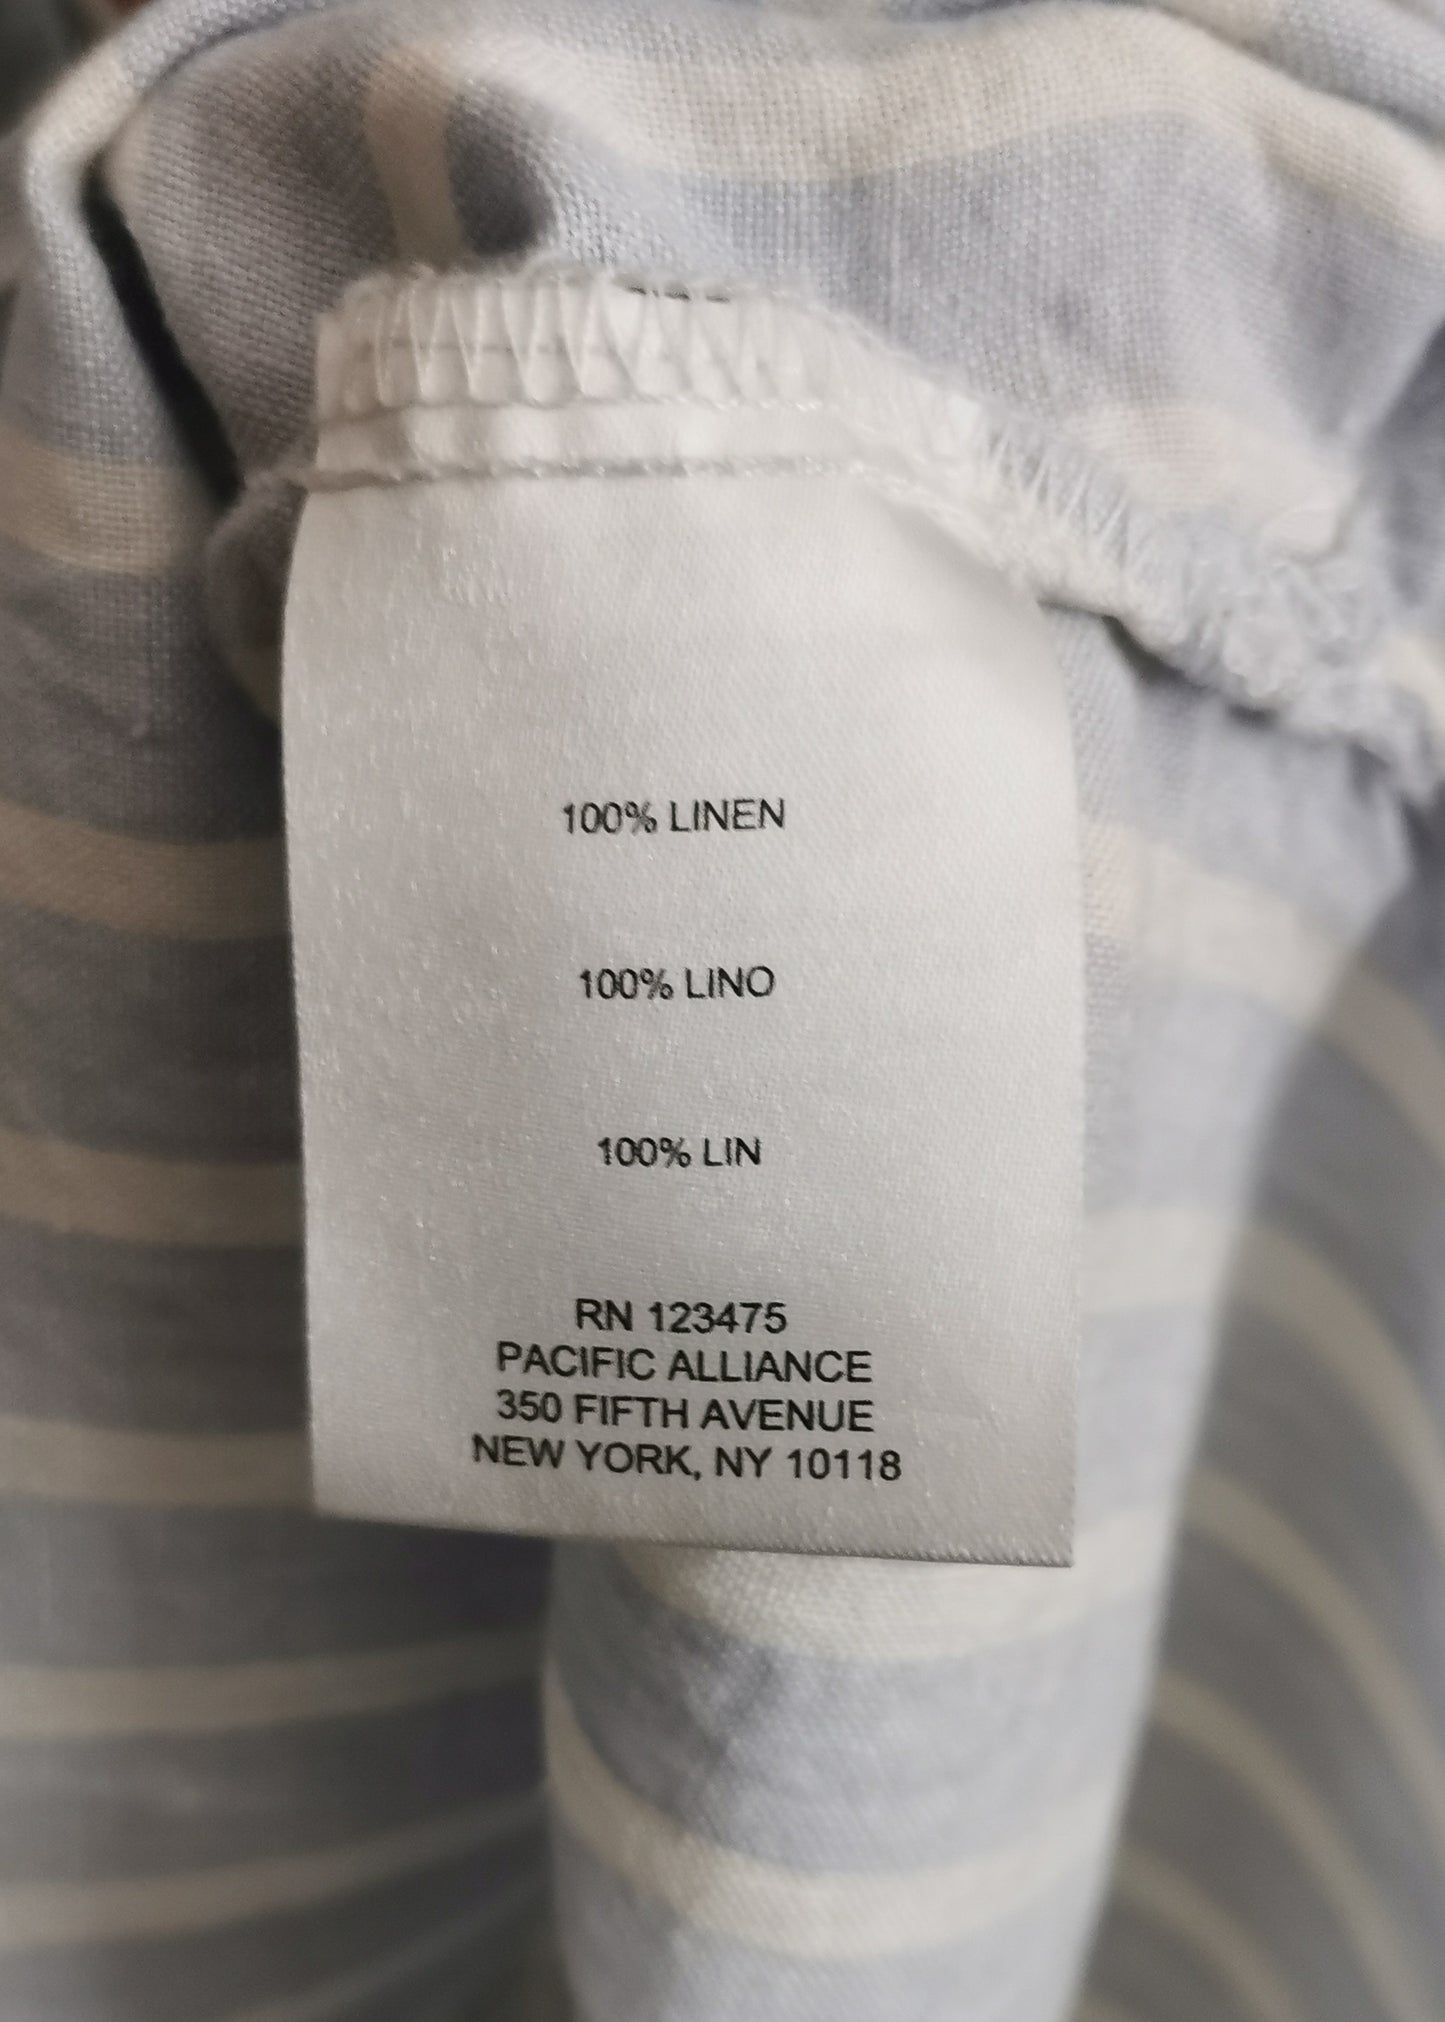 100% LINEN
100% LINO
100% LIN
RN 123475
PACIFIC ALLIANCE
350 FIFTH AVENUE
NEW YORK, NY 10118